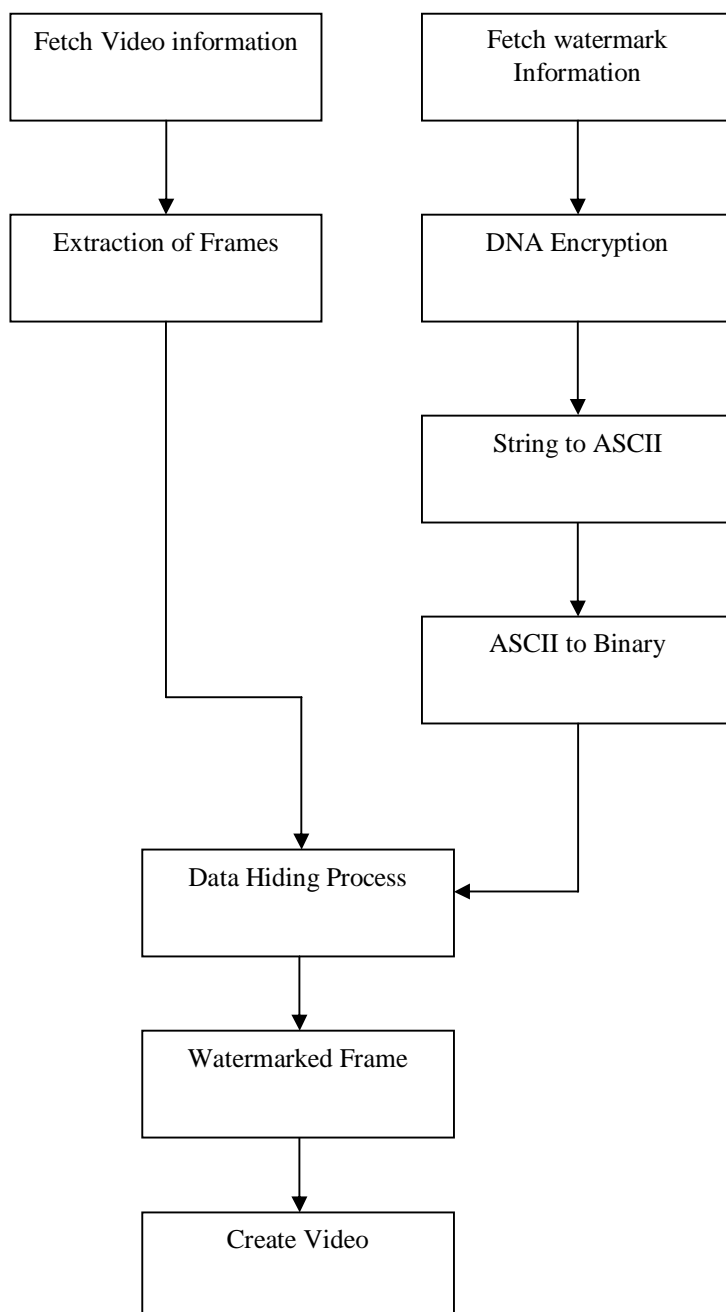 Fetch Video information
Fetch watermark
Information
Extraction of Frames
DNA Encryption
String to ASCII
ASCII to Binary
Data Hiding Process
Watermarked Frame
Create Video